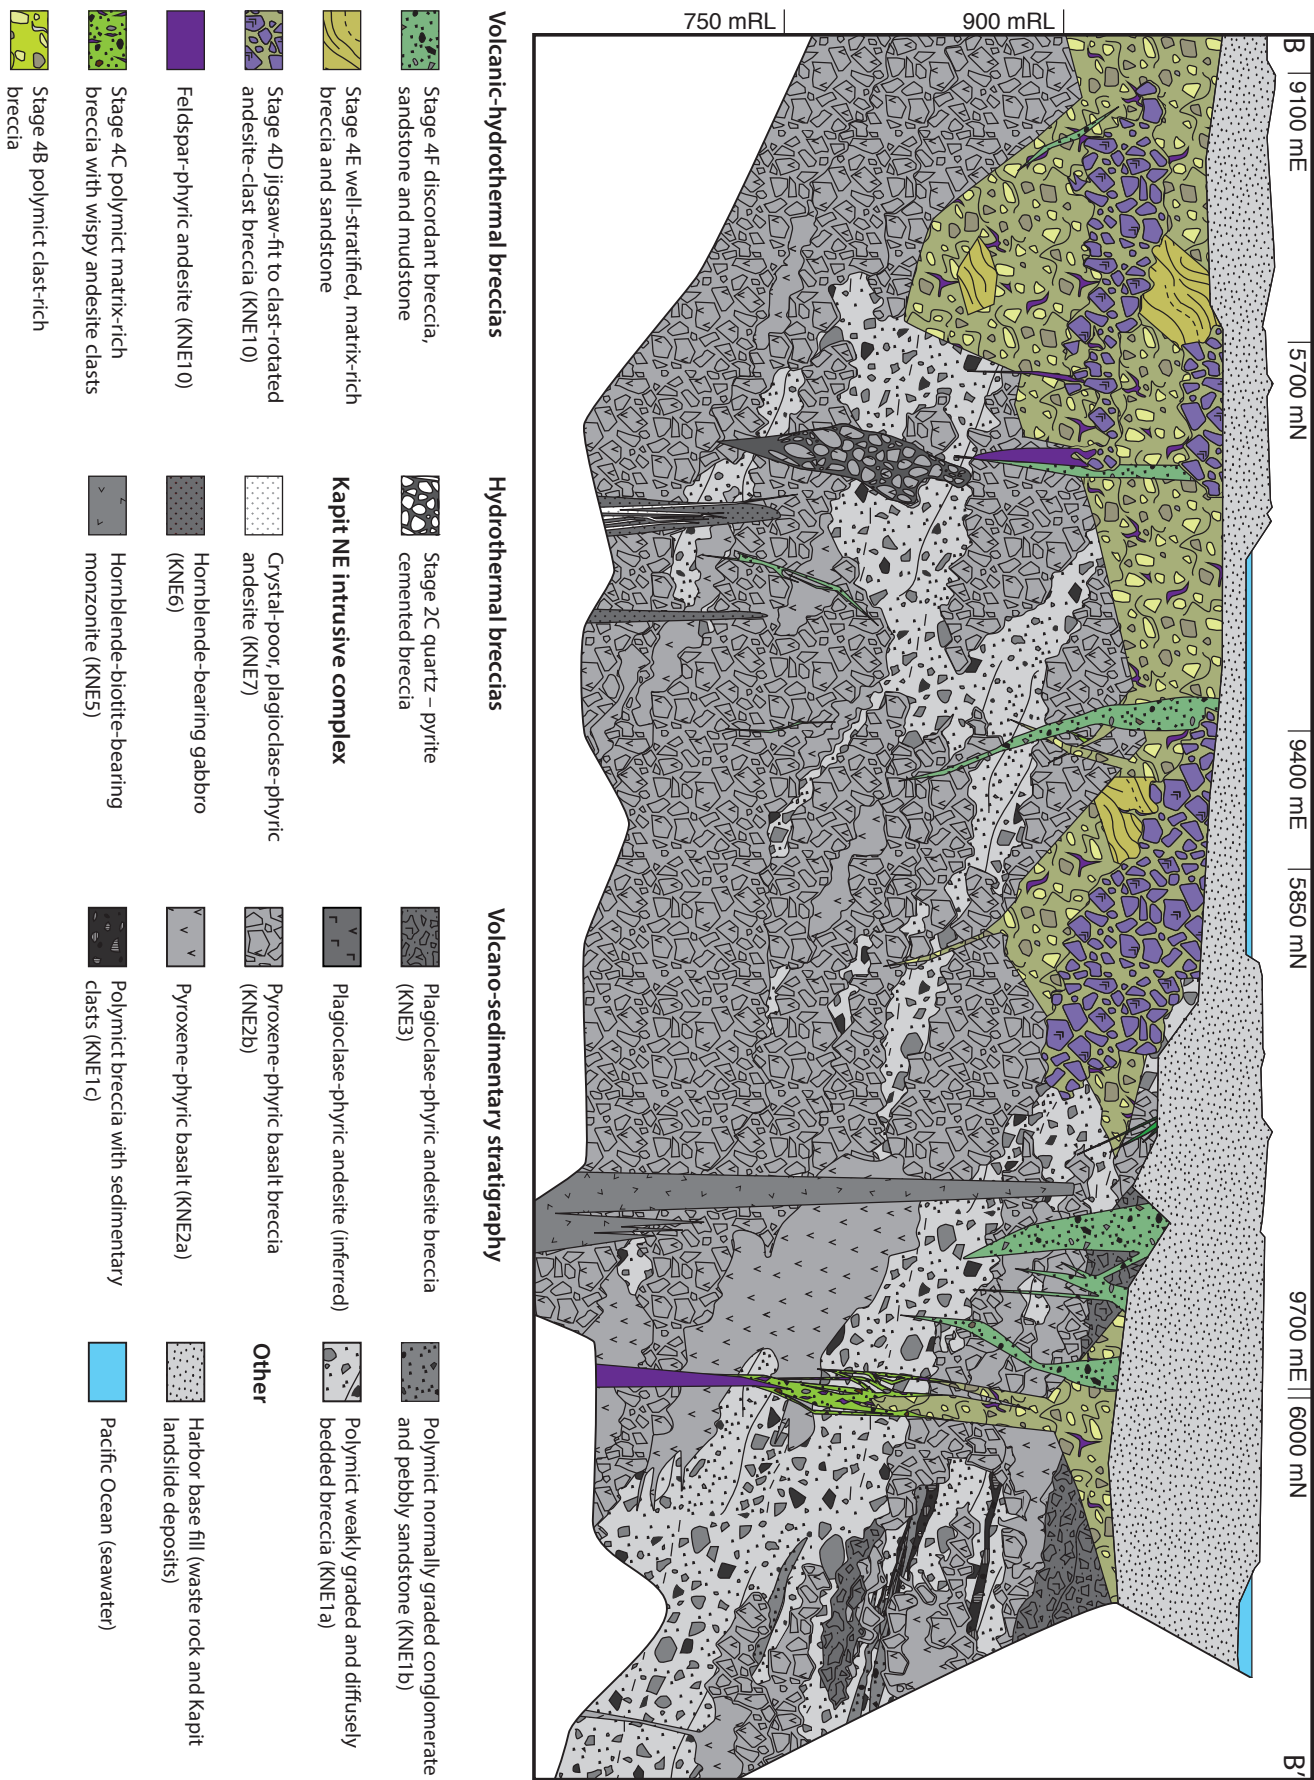 B
9100 mE
5700 mN
9400 mE
5850 mN
9700 mE
6000 mN
B'
900 mRL
750 mRL
Volcanic-hydrothermal breccias
Stage 4F discordant breccia,
sandstone and mudstone
Stage 4E well-stratified, matrix-rich
breccia and sandstone
Stage 4D jigsaw-fit to clast-rotated
andesite-clast breccia (KNE10)
Feldspar-phyric andesite (KNE10)
Stage 4C polymict matrix-rich
breccia with wispy andesite clasts
Stage 4B polymict clast-rich
breccia
Hydrothermal breccias
Stage 2C quartz – pyrite
cemented breccia
Kapit NE intrusive complex
Crystal-poor, plagioclase-phyric
andesite (KNE7)
Hornblende-bearing gabbro
(KNE6)
Hornblende-biotite-bearing
monzonite (KNE5)
Volcano-sedimentary stratigraphy
Plagioclase-phyric andesite breccia
(KNE3)
Plagioclase-phyric andesite (inferred)
Pyroxene-phyric basalt breccia
(KNE2b)
Pyroxene-phyric basalt (KNE2a)
Polymict breccia with sedimentary
clasts (KNE1c)
Polymict normally graded conglomerate
and pebbly sandstone (KNE1b)
Polymict weakly graded and diffusely
bedded breccia (KNE1a)
Other
Harbor base fill (waste rock and Kapit
landslide deposits)
Pacific Ocean (seawater)